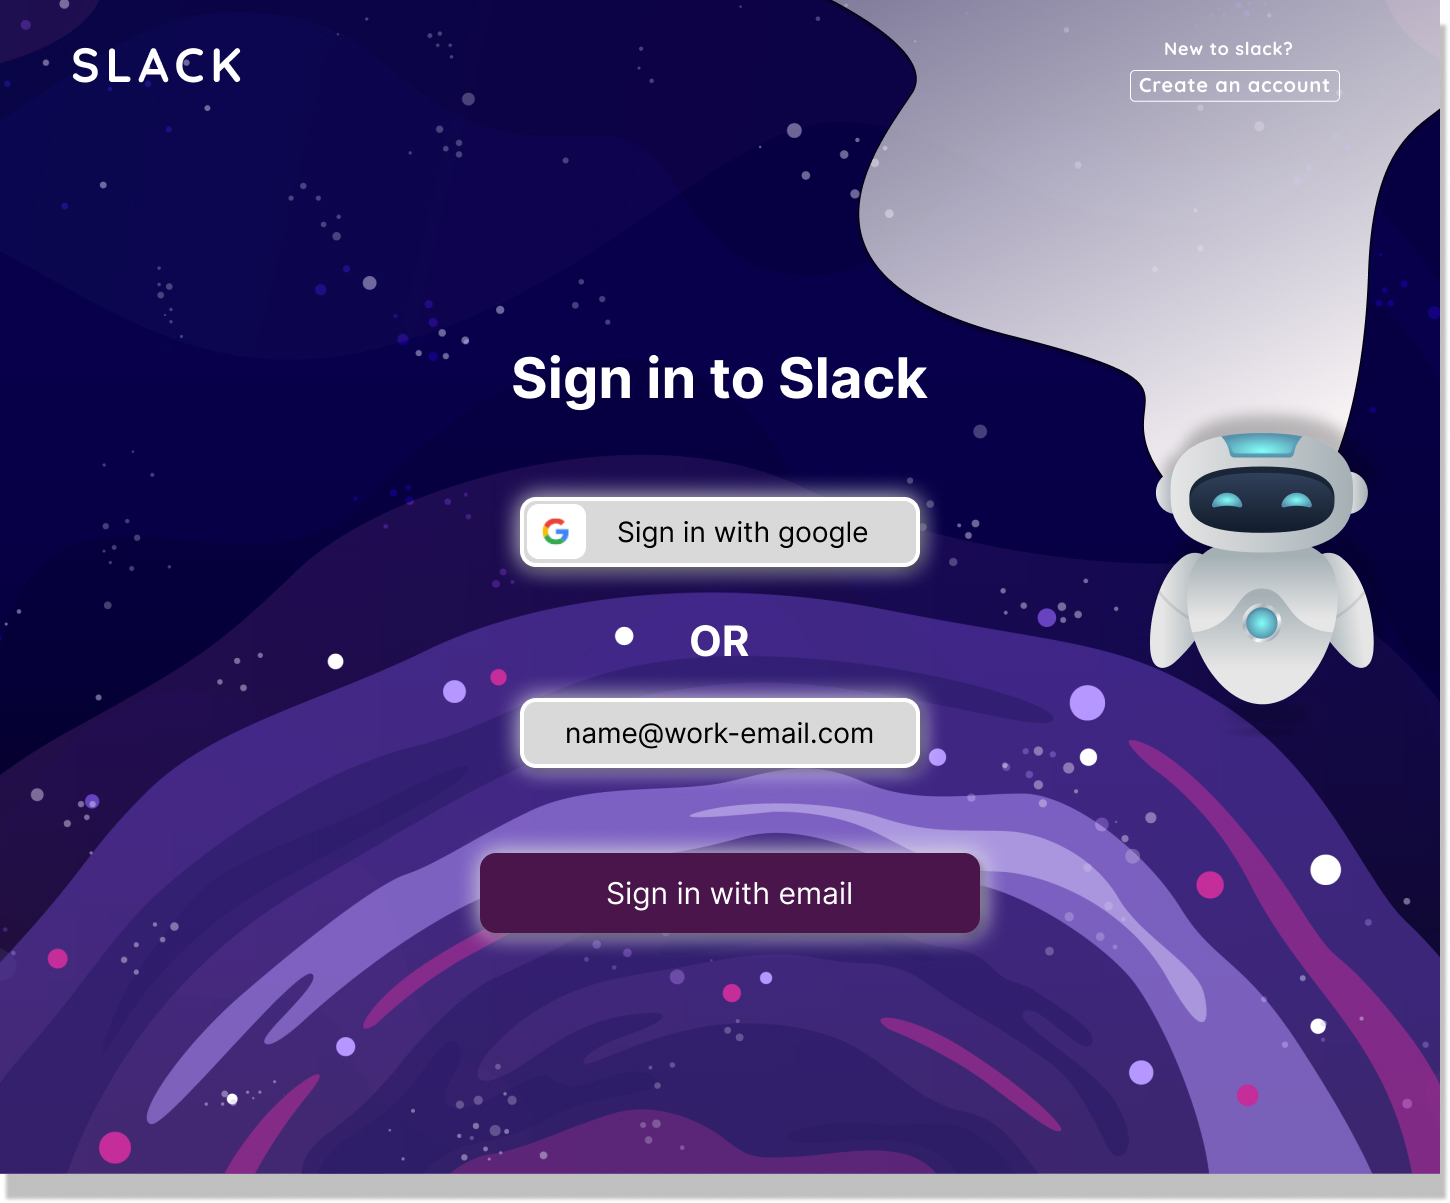 SLACK
New to slack?
Create an account
Sign in to Slack
Sign in with google
OR
name@work-email.com
Sign in with email